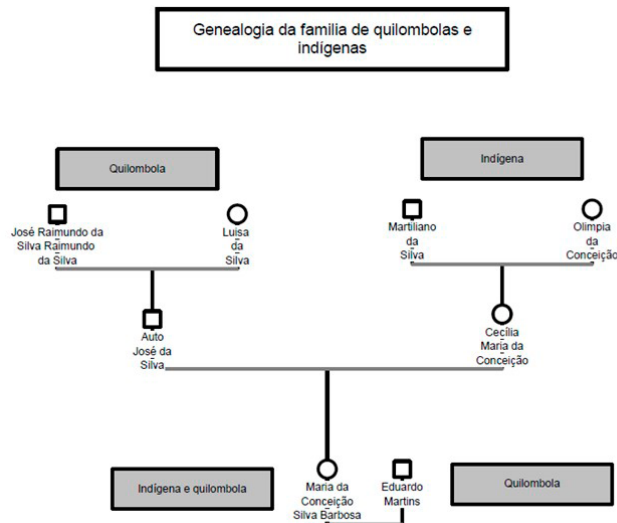 Genealogia da familia de quilombolas e
indígenas
Quilombola
Indígena
José Raimundo da
Silva Raimundo
da Silva
Luisa
da
Silva
Martiliano
da
Silva
Olimpia
da
Conceição
Auto
José da
Silva
Cecília
Maria da
Conceição
Indígena e quilombola
Maria da
Conceição
Silva Barbosa
Eduardo
Martins
Quilombola